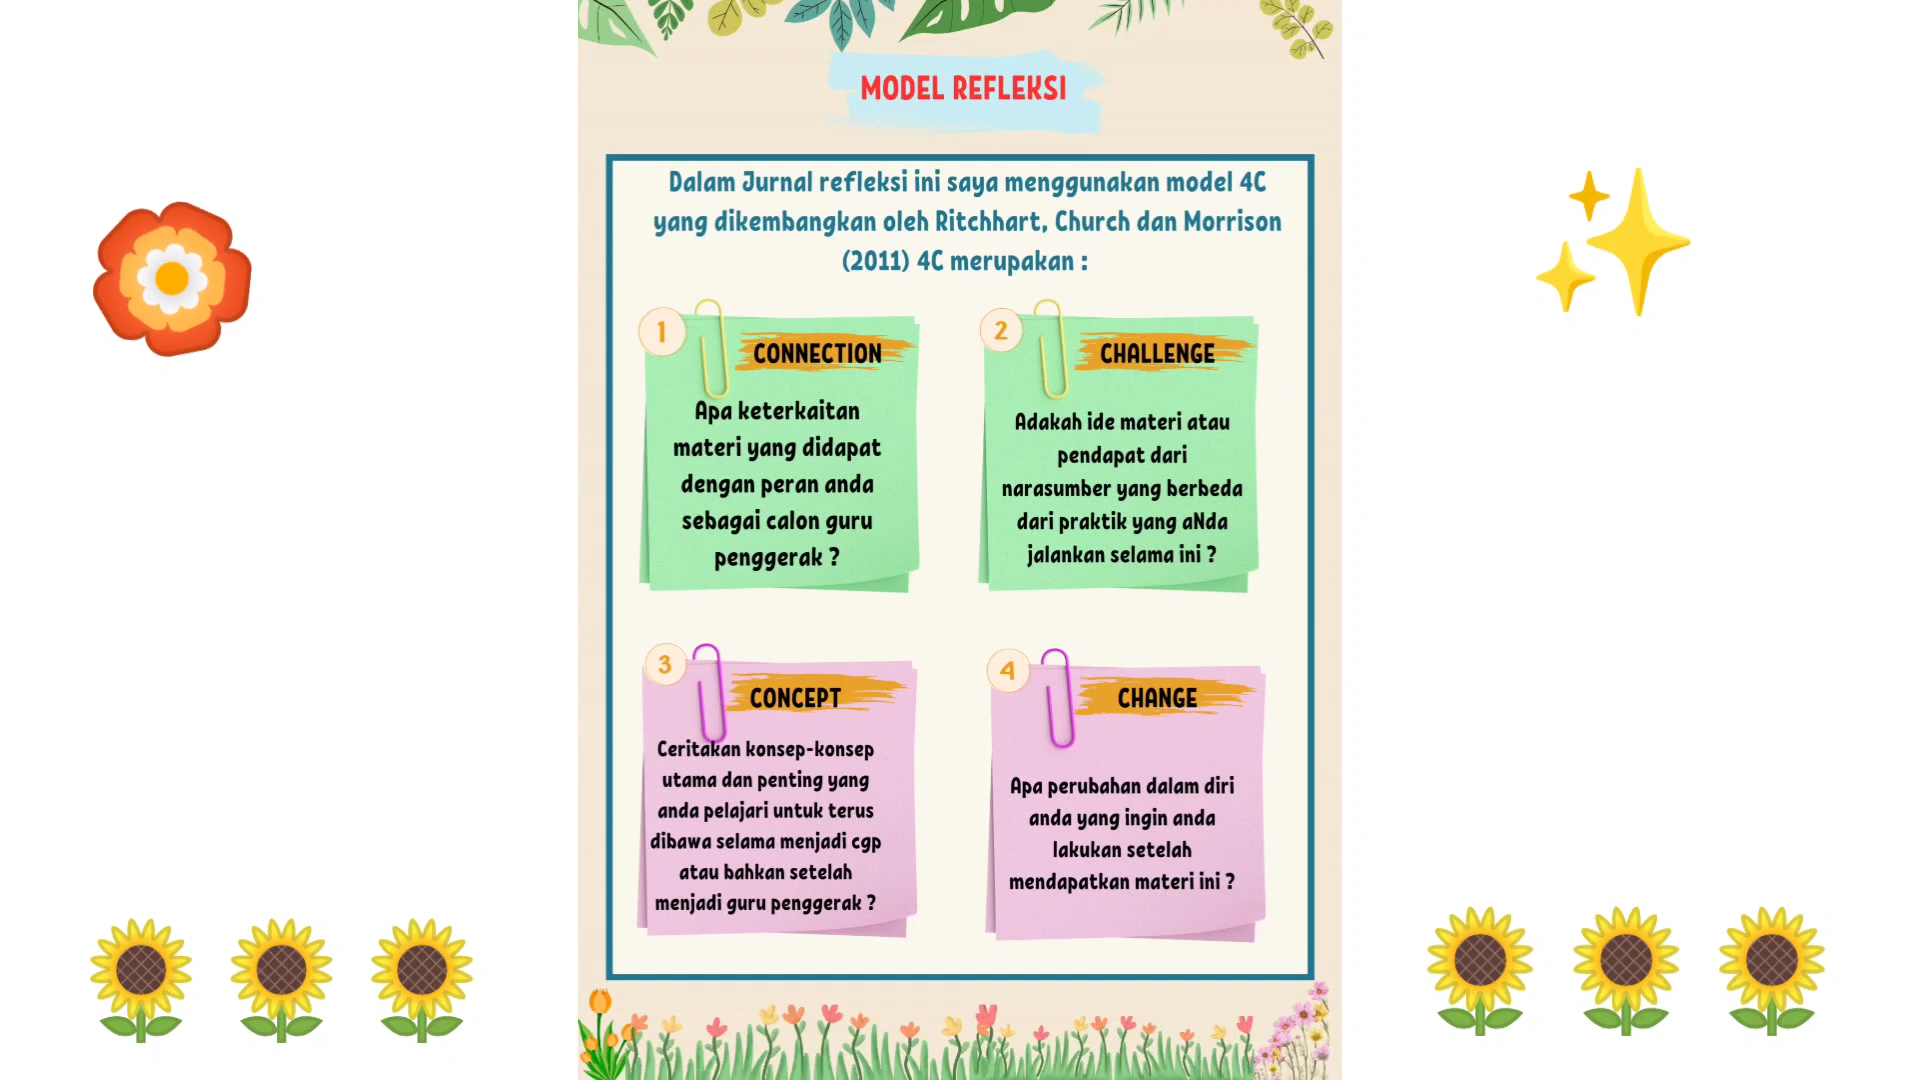 MODEL REFLEKSI
Dalam Jurnal refleksi ini saya menggunakan model 4C
yang dikembangkan oleh Ritchhart, Church dan Morrison
(2011) 4C merupakan :
1
CONNECTION
Apa keterkaitan
materi yang didapat
dengan peran anda
sebagai calon guru
penggerak ?
2
CHALLENGE
Adakah ide materi atau
pendapat dari
narasumber yang berbeda
dari praktik yang aNda
jalankan selama ini ?
3
CONCEPT
Ceritakan konsep-konsep
utama dan penting yang
anda pelajari untuk terus
dibawa selama menjadi cgp
atau bahkan setelah
menjadi guru penggerak ?
4
CHANGE
Apa perubahan dalam diri
anda yang ingin anda
lakukan setelah
mendapatkan materi ini ?